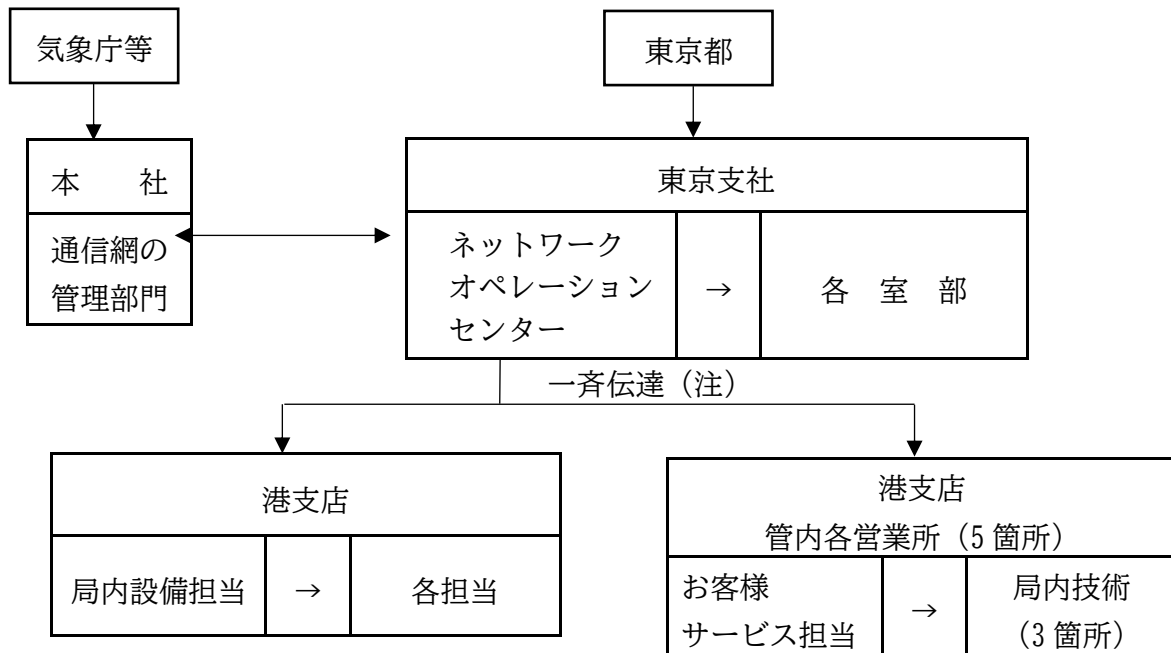 気象庁等
東京都
本　　社
通信網の
管理部門
東京支社
ネットワーク
オペレーション
センター
→
各　室　部
一斉伝達（注）
港支店
局内設備担当
→
各担当
港支店
管内各営業所（5 箇所）
お客様
サービス担当
→
局内技術
（3 箇所）